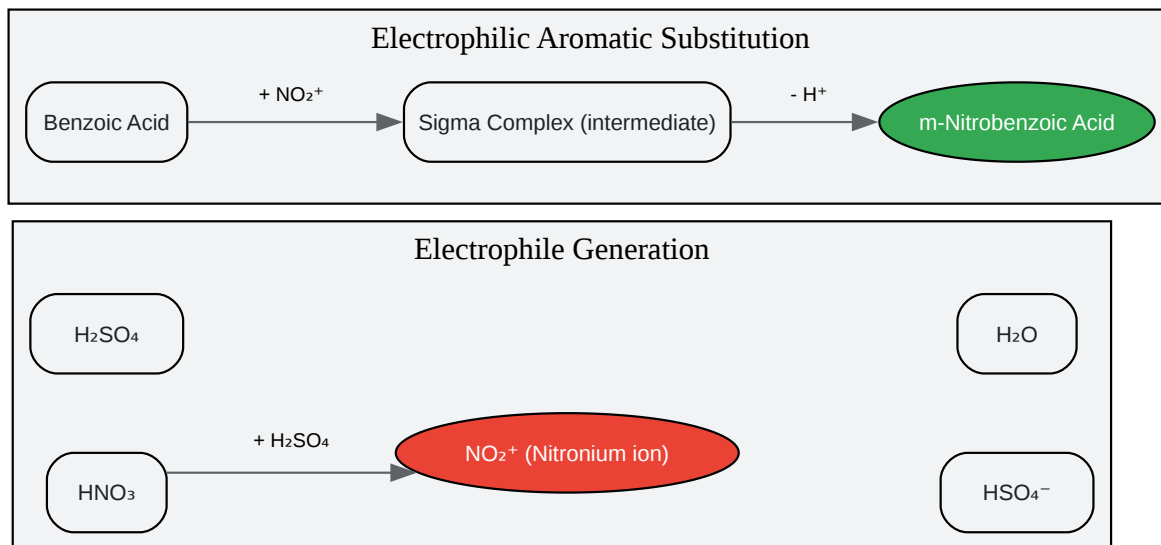 Electrophilic Aromatic Substitution
+ NO₂⁺
- H⁺
Benzoic Acid
Sigma Complex (intermediate)
m-Nitrobenzoic Acid
Electrophile Generation
H₂SO₄
H₂O
+ H₂SO₄
NO₂⁺ (Nitronium ion)
HNO₃
HSO₄⁻